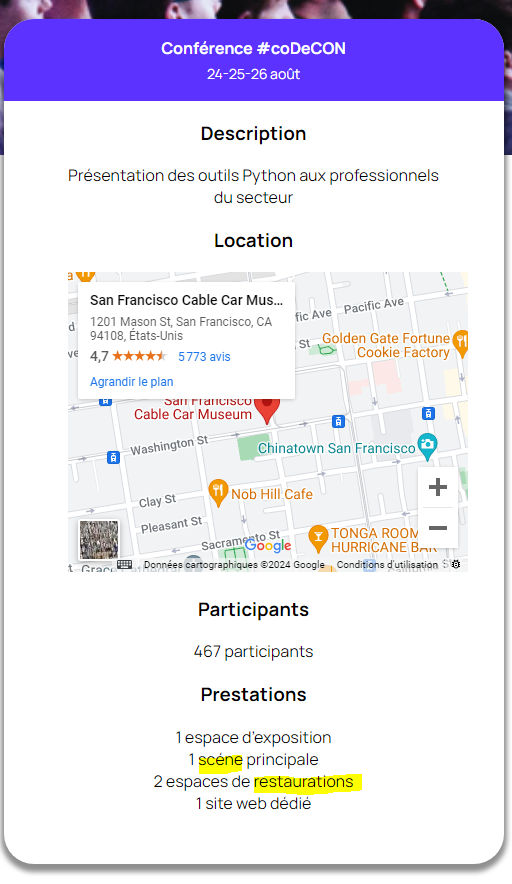 Conférence #coDeCON
24-25-26 août
Description
Présentation des outils Python aux professionnels
du secteur
Location
San Francisco Cable Car Mus...
1201 Mason St, San Francisco, CA
94108, États-Unis
4,7
5 773 avis
Agrandir le plan
Pacific Ave
ific Ave
Golden Gate Fortune
Cookie Factory
San Francisco
Cable Car Museum
Washington St
Chinatown San Francisco
Clay St
Nob Hill Cafe
Pleasant St
Sacramento St
Google
TONGA ROOM
HURRICANE BAR
Grace Cathedral
Données cartographiques ©2024 Google
Conditions d'utilisation
Participants
467 participants
Prestations
1 espace d'exposition
1 scéne principale
2 espaces de restaurations
1 site web dédié